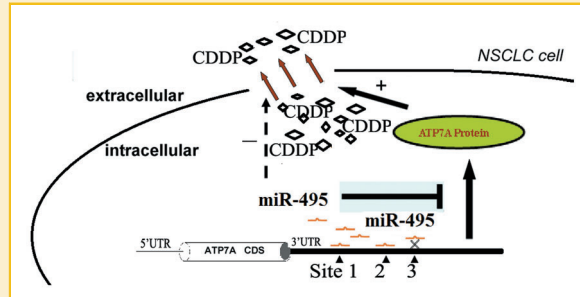 CDDP
CDDP
NSCLC cell
extracellular
+
CDDP
ATP7A Protein
intracellular
—
CDDP
CDDP
miR-495
miR-495
5'UTR
ATP7A CDS
3'UTR
Site 1 2 3